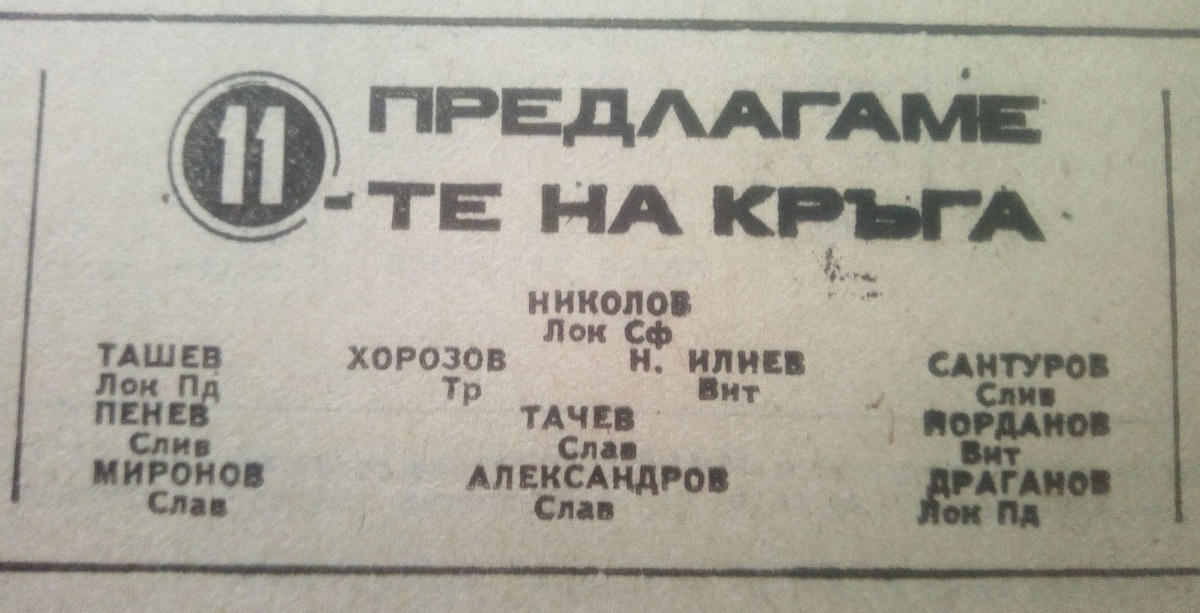 ПРЕДЛАГАМЕ
11-ТЕ НА КРЪГА
НИКОЛОВ
Лок Сф
ТАШЕВ ХОРОЗОВ Н. ИЛИЕВ САНТУРОВ
Лок Пд Тр Вит Слив
ПЕНЕВ ТАЧЕВ ЙОРДАНОВ
Слив Слав Вит
МИРОНОВ АЛЕКСАНДРОВ ДРАГАНОВ
Слав Слав Лок Пд